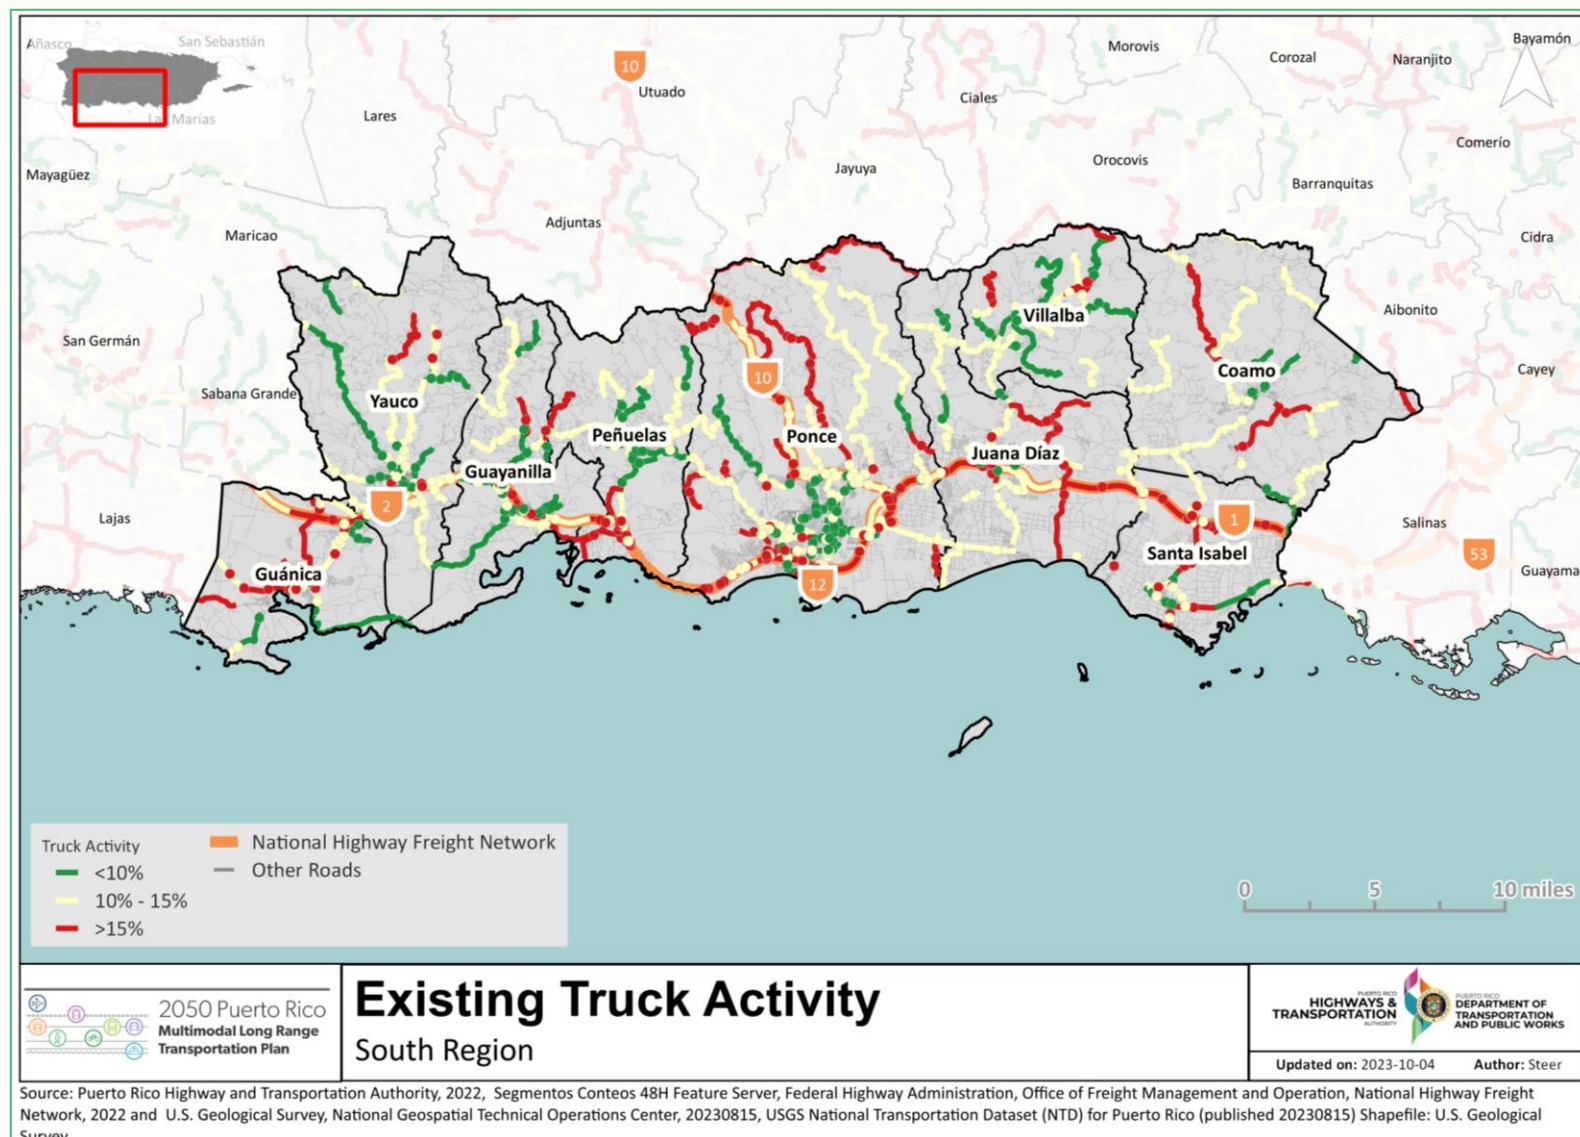 Añasco
San Sebastián
Las Marías
Lares
Mayagüez
Maricao
San Germán
Sabana Grande
Lajas
10
Utuado
Adjuntas
Jayuya
Ciales
Morovis
Orocovis
Corozal
Naranjito
Bayamón
Comerío
Barranquitas
Cidra
Aibonito
Cayey
Salinas
53
Guayama
Yauco
2
Guánica
Guayanilla
Peñuelas
10
Ponce
12
Villalba
Juana Díaz
Coamo
1
Santa Isabel
Truck Activity
<10%
10% - 15%
>15%
National Highway Freight Network
Other Roads
0 5 10 miles
2050 Puerto Rico
Multimodal Long Range
Transportation Plan
Existing Truck Activity
South Region
PUERTO RICO
HIGHWAYS &
TRANSPORTATION
AUTHORITY
PUERTO RICO
DEPARTMENT OF
TRANSPORTATION
AND PUBLIC WORKS
Updated on: 2023-10-04 Author: Steer
Source: Puerto Rico Highway and Transportation Authority, 2022, Segmentos Conteos 48H Feature Server, Federal Highway Administration, Office of Freight Management and Operation, National Highway Freight
Network, 2022 and U.S. Geological Survey, National Geospatial Technical Operations Center, 20230815, USGS National Transportation Dataset (NTD) for Puerto Rico (published 20230815) Shapefile: U.S. Geological
Survey